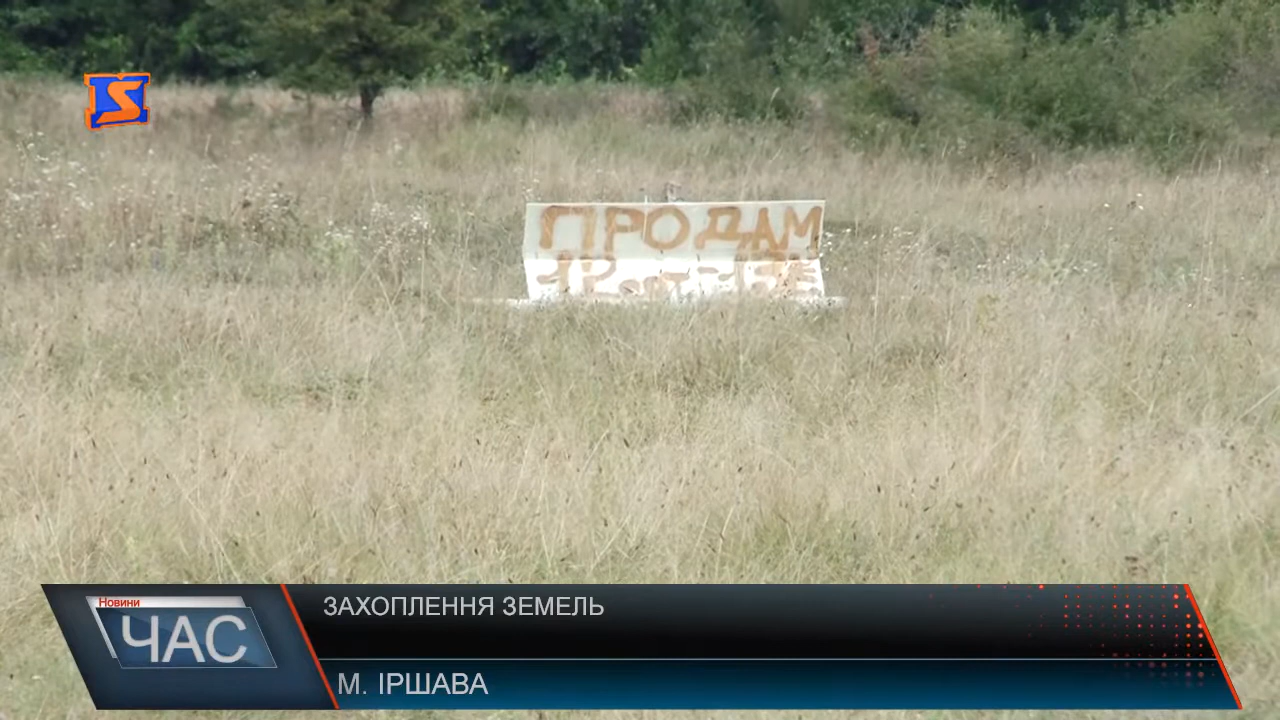 ПРОДАМ
Новини
ЧАС
ЗАХОПЛЕННЯ ЗЕМЕЛЬ
М. ІРШАВА